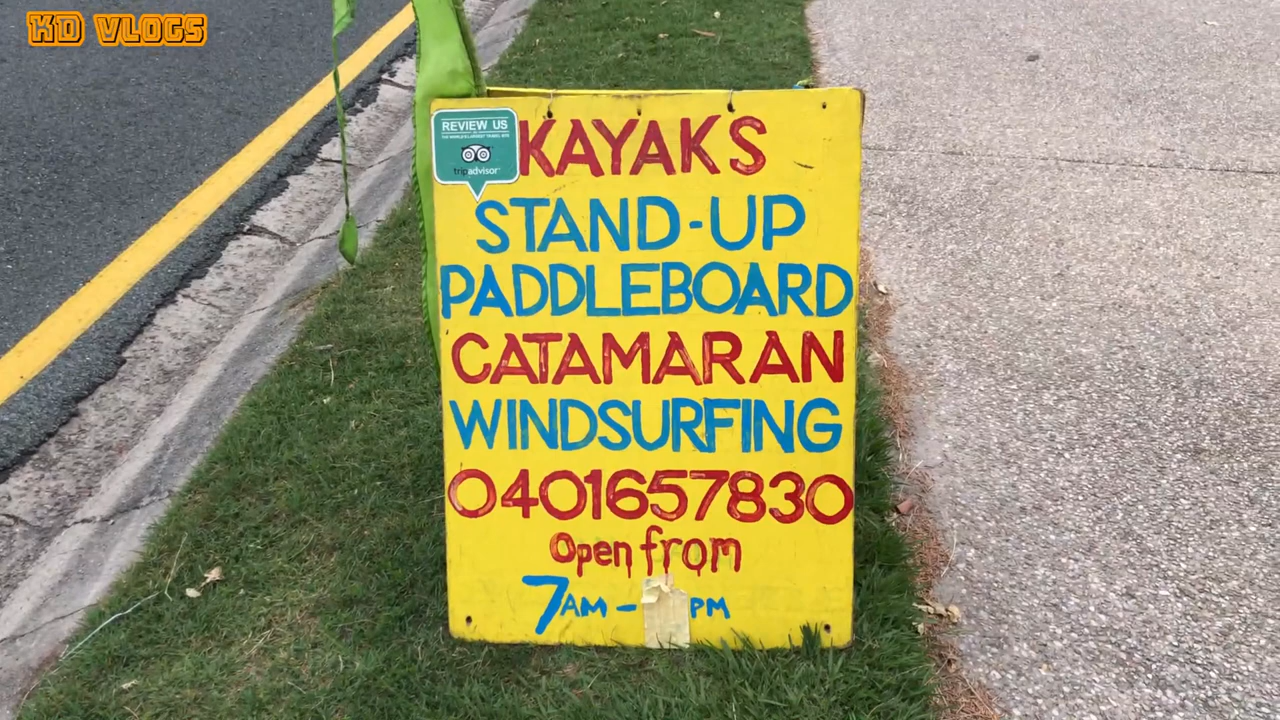 KD VLOGS
REVIEW US
tripadvisor
KAYAKS
STAND-UP
PADDLEBOARD
CATAMARAN
WINDSURFING
0401657830
Open from
7AM - PM